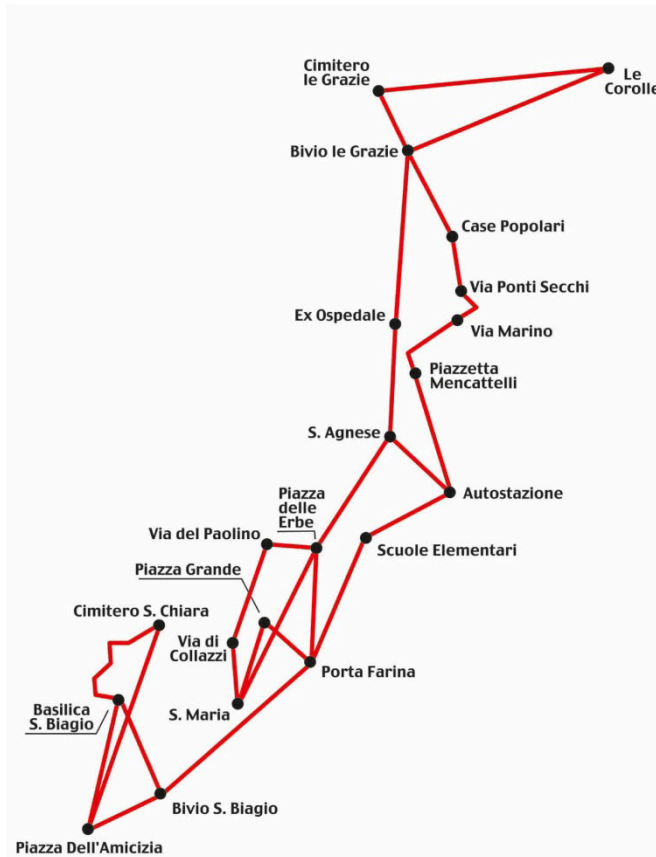 Cimitero
le Grazie
Le
Corolle
Bivio le Grazie
Case Popolari
Via Ponti Secchi
Ex Ospedale
Via Marino
Piazzetta
Mencattelli
S. Agnese
Piazza
delle
Erbe
Autostazione
Via del Paolino
Scuole Elementari
Piazza Grande
Cimitero S. Chiara
Via di
Collazzi
Porta Farina
Basilica
S. Biagio
S. Maria
Bivio S. Biagio
Piazza Dell'Amicizia